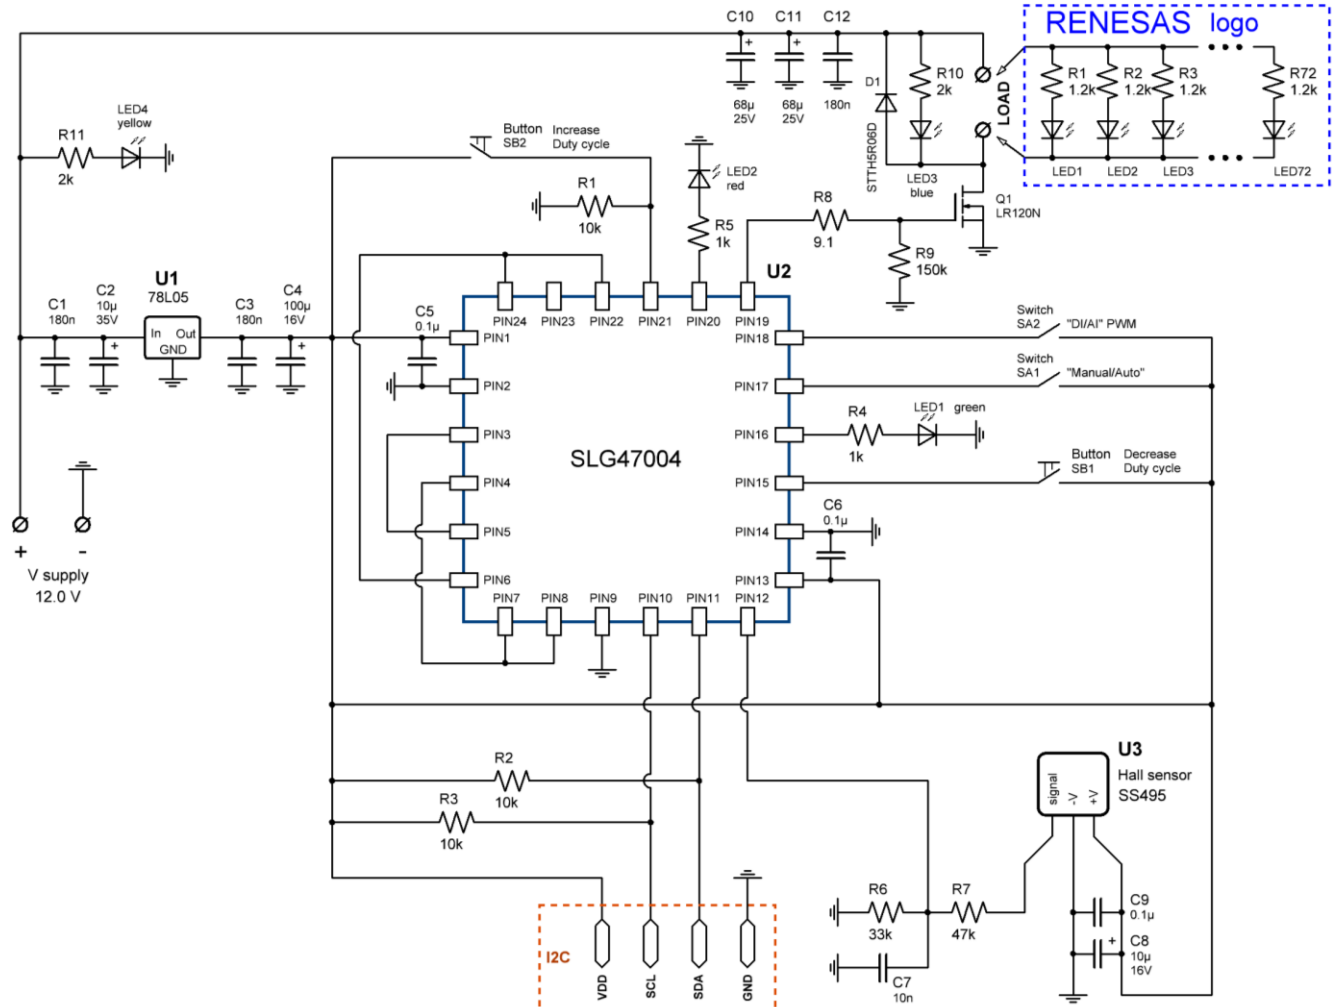 RENESAS logo
C10
C11
C12
+
+
68µ
25V
68µ
25V
180n
D1
STTH5R06D
R10
2k
LED3
blue
LOAD
R1
1.2k
R2
1.2k
R3
1.2k
R72
1.2k
LED1
LED2
LED3
LED72
LED4
yellow
R11
2k
Button
SB2
Increase
Duty cycle
R1
10k
LED2
red
R5
1k
R8
9.1
Q1
LR120N
R9
150k
U1
78L05
In Out
GND
C1
180n
C2
10µ
35V
+
C3
180n
C4
100µ
16V
+
C5
0.1µ
U2
PIN24
PIN23
PIN22
PIN21
PIN20
PIN19
PIN1
PIN2
PIN3
PIN4
PIN5
PIN6
SLG47004
PIN18
PIN17
PIN16
PIN15
PIN14
PIN13
PIN7
PIN8
PIN9
PIN10
PIN11
PIN12
Switch
SA2
"DI/AI" PWM
Switch
SA1
"Manual/Auto"
R4
1k
LED1 green
Button
SB1
Decrease
Duty cycle
C6
0.1µ
+
-
V supply
12.0 V
R2
10k
R3
10k
U3
Hall sensor
SS495
signal
-V
+V
R6
33k
R7
47k
C7
10n
C9
0.1µ
+
C8
10µ
16V
I2C
VDD
SCL
SDA
GND